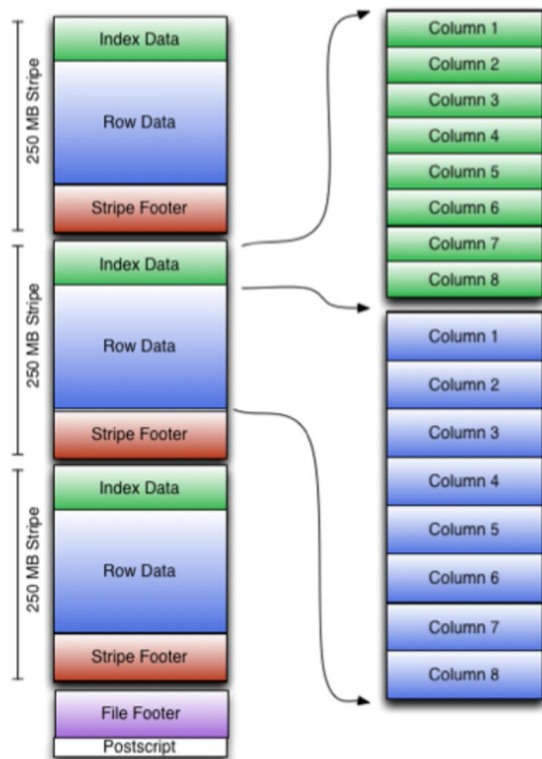 250 MB Stripe
Index Data
Row Data
Stripe Footer
250 MB Stripe
Index Data
Row Data
Stripe Footer
250 MB Stripe
Index Data
Row Data
Stripe Footer
File Footer
Postscript
Column 1
Column 2
Column 3
Column 4
Column 5
Column 6
Column 7
Column 8
Column 1
Column 2
Column 3
Column 4
Column 5
Column 6
Column 7
Column 8